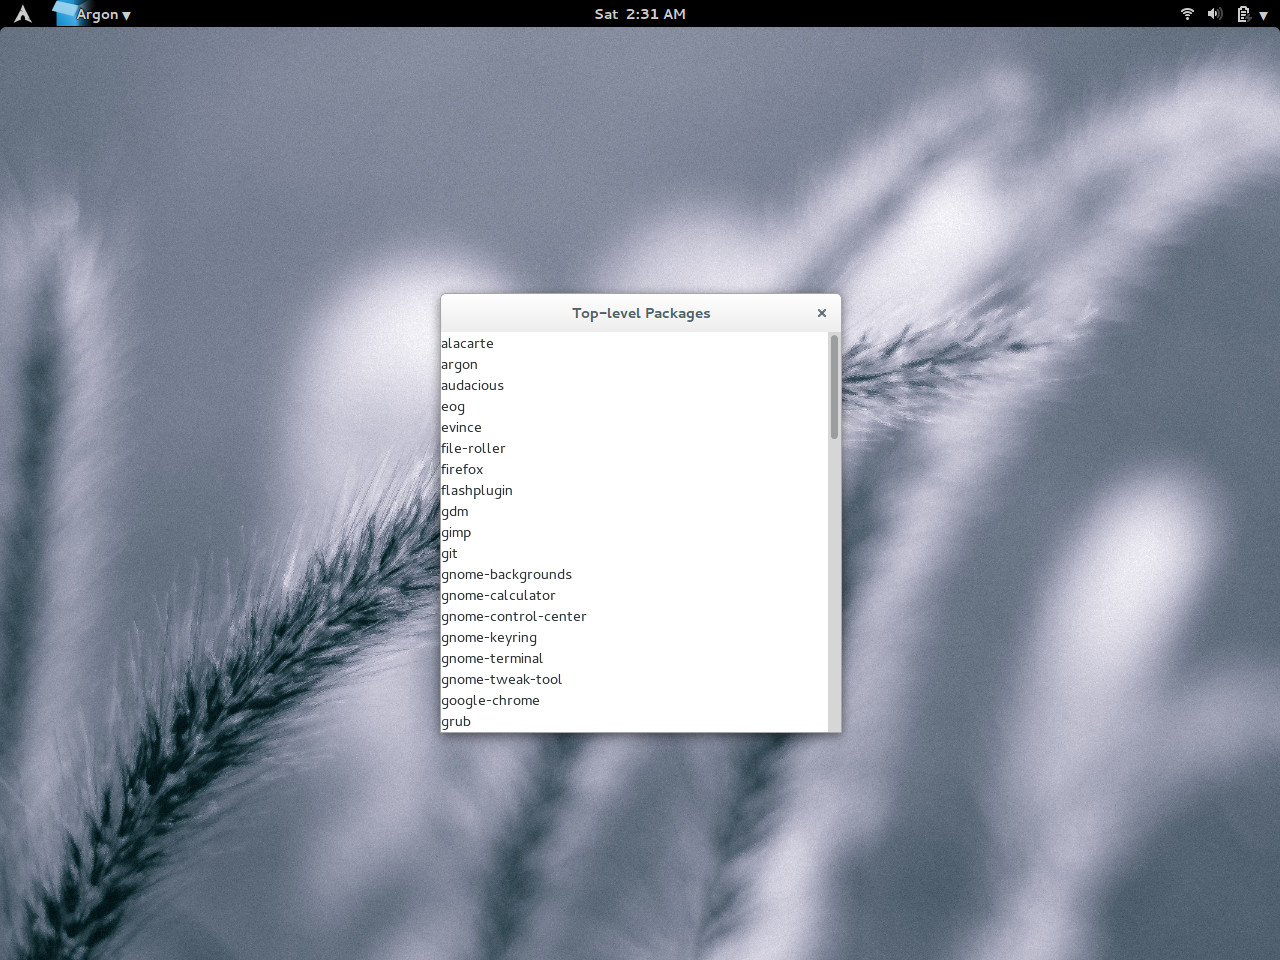 Argon ▾
Sat 2:31 AM
Top-level Packages
alacarte
argon
audacious
eog
evince
file-roller
firefox
flashplugin
gdm
gimp
git
gnome-backgrounds
gnome-calculator
gnome-control-center
gnome-keyring
gnome-terminal
gnome-tweak-tool
google-chrome
grub